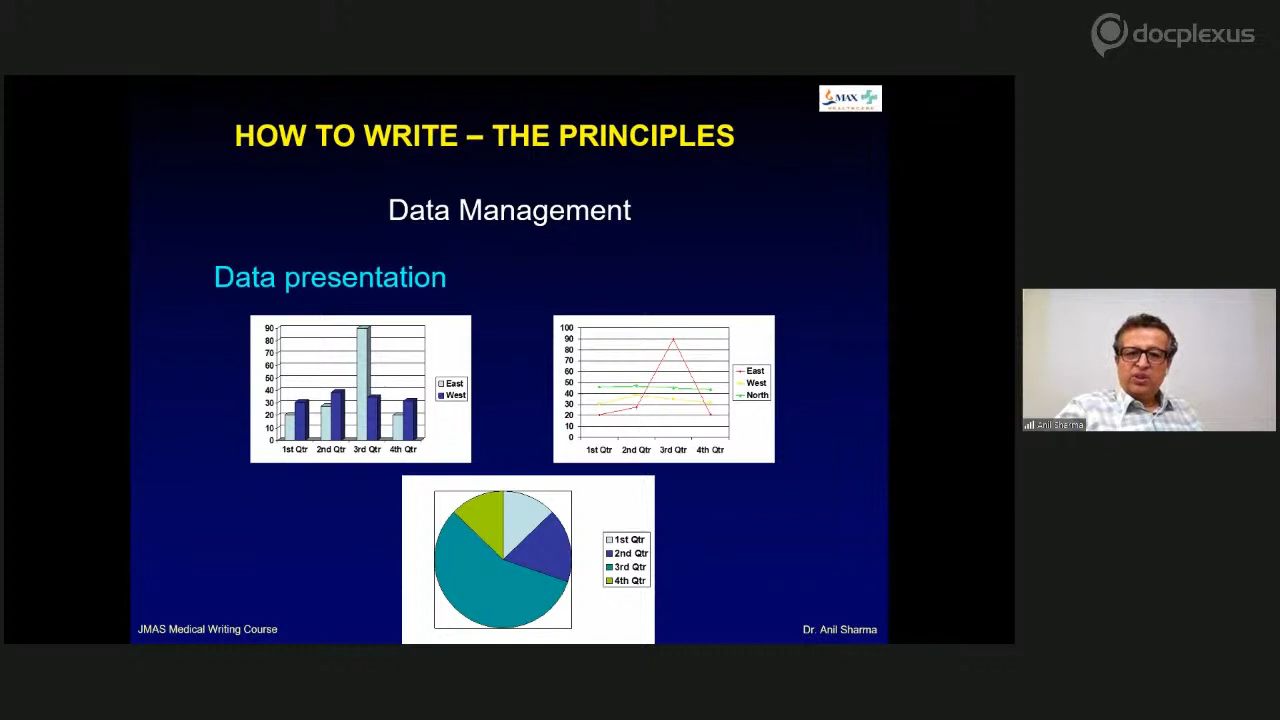 docplexus
MAX
HEALTHCARE
HOW TO WRITE – THE PRINCIPLES
Data Management
Data presentation
90
80
70
60
50
40
30
20
10
0
1st Qtr 2nd Qtr 3rd Qtr 4th Qtr
East
West
100
90
80
70
60
50
40
30
20
10
0
1st Qtr 2nd Qtr 3rd Qtr 4th Qtr
East
West
North
Anil Sharma
1st Qtr
2nd Qtr
3rd Qtr
4th Qtr
JMAS Medical Writing Course
Dr. Anil Sharma